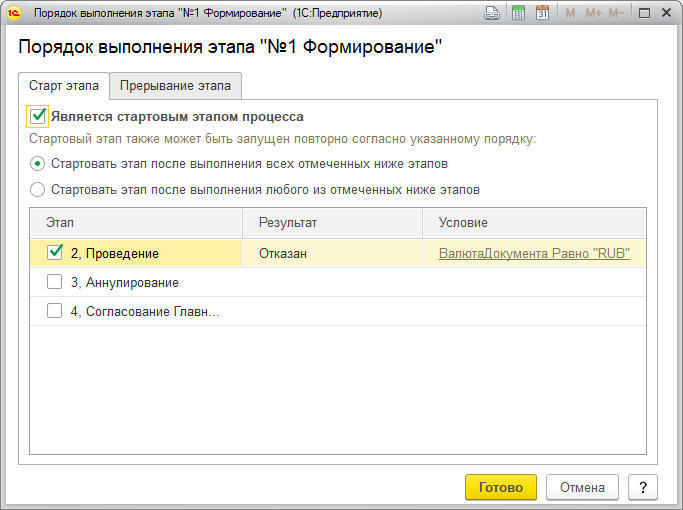 1С Порядок выполнения этапа "№1 Формирование" (1С:Предприятие) 31 M M+ M-
Порядок выполнения этапа "№1 Формирование"
Старт этапа Прерывание этапа
Является стартовым этапом процесса
Стартовый этап также может быть запущен повторно согласно указанному порядку:
Стартовать этап после выполнения всех отмеченных ниже этапов
Стартовать этап после выполнения любого из отмеченных ниже этапов
Этап Результат Условие
2, Проведение Отказан ВалютаДокумента Равно "RUB"
3, Аннулирование
4, Согласование Главн...
Готово Отмена ?